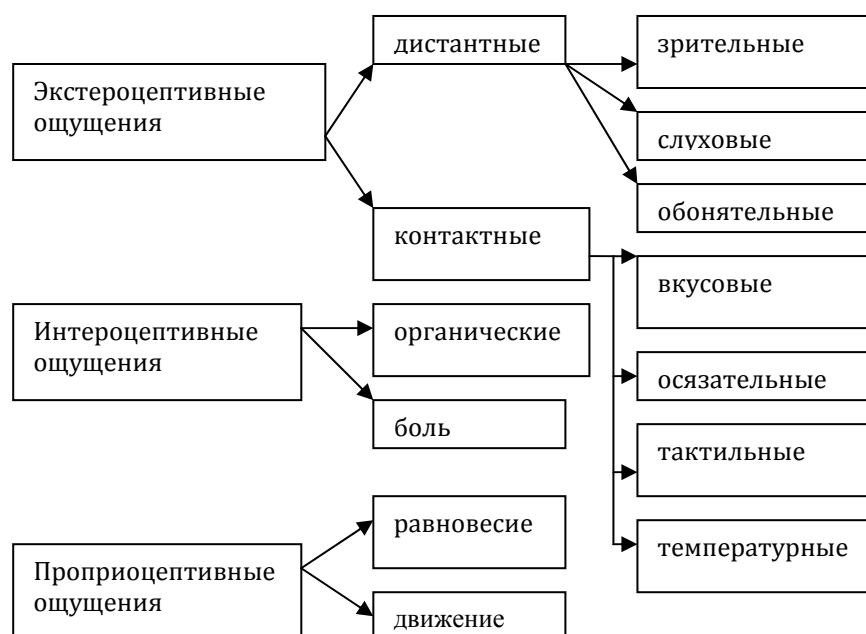 дистантные
зрительные
Экстероцептивные
ощущения
слуховые
обонятельные
контактные
вкусовые
Интероцептивные
ощущения
органические
осязательные
боль
тактильные
равновесие
температурные
Проприоцептивные
ощущения
движение